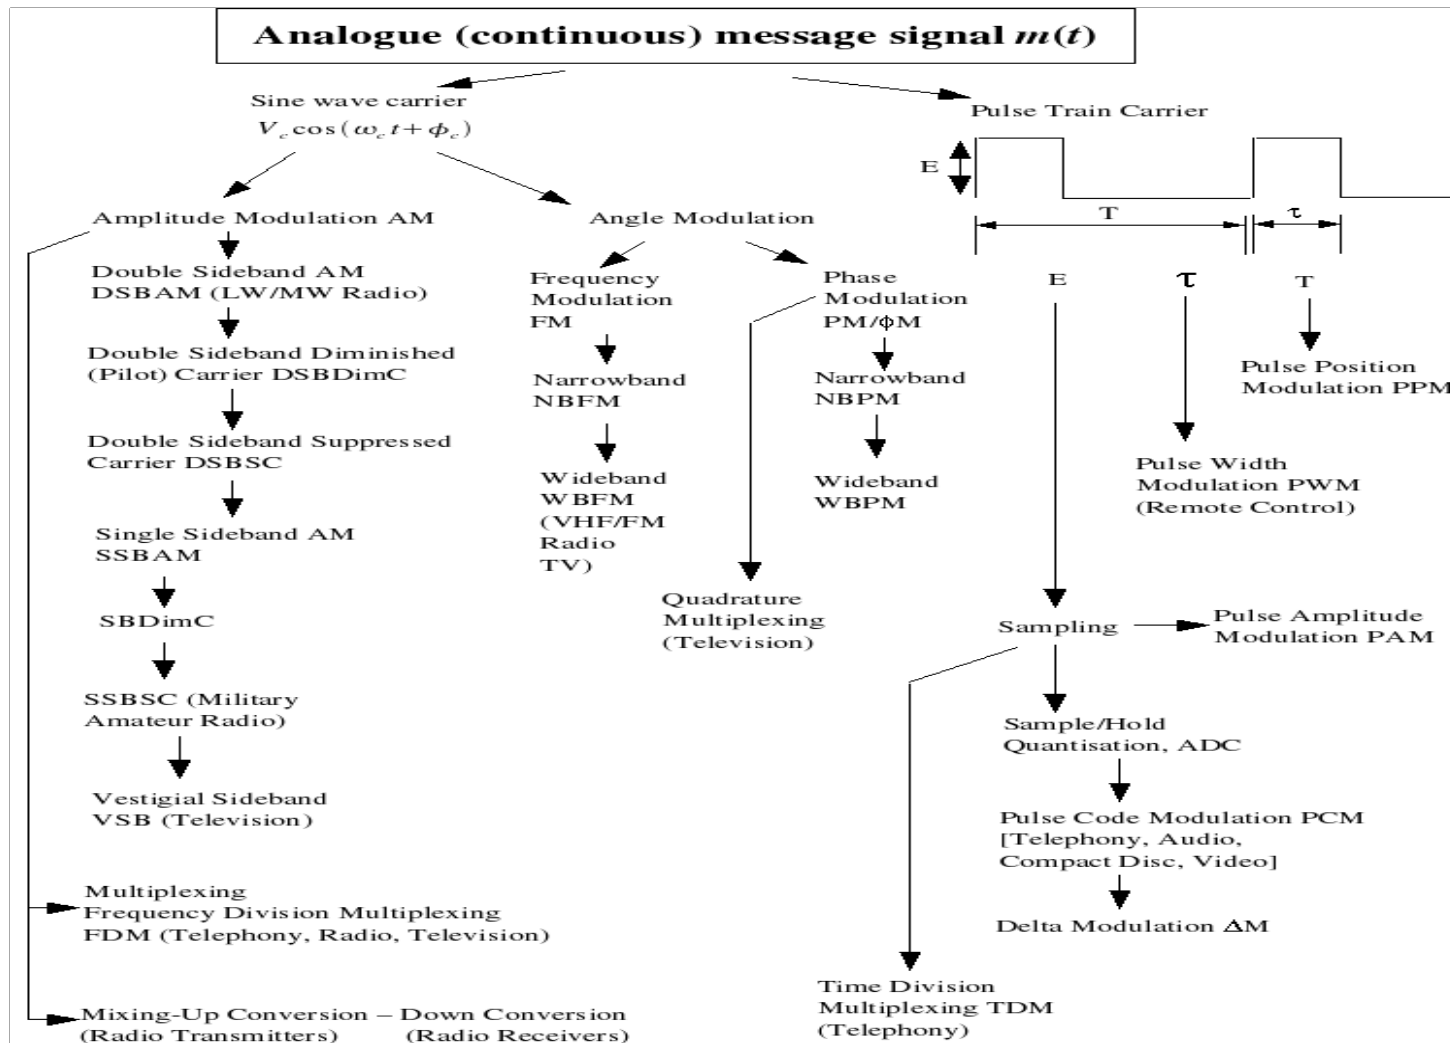 Analogue (continuous) message signal m(t)
Sine wave carrier
V_c cos(ω_c t + ϕ_c)
Pulse Train Carrier
E
T
τ
Amplitude Modulation AM
Angle Modulation
Double Sideband AM
DSBAM (LW/MW Radio)
Double Sideband Diminished
(Pilot) Carrier DSBDimC
Double Sideband Suppressed
Carrier DSBSC
Single Sideband AM
SSBAM
SBDimC
SSBSC (Military
Amateur Radio)
Vestigial Sideband
VSB (Television)
Multiplexing
Frequency Division Multiplexing
FDM (Telephony, Radio, Television)
Mixing-Up Conversion – Down Conversion
(Radio Transmitters) (Radio Receivers)
Frequency
Modulation
FM
Narrowband
NBFM
Wideband
WBFM
(VHF/FM
Radio
TV)
Phase
Modulation
PM/ϕM
Narrowband
NBPM
Wideband
WBPM
Quadrature
Multiplexing
(Television)
E
τ
T
Pulse Position
Modulation PPM
Pulse Width
Modulation PWM
(Remote Control)
Sampling
Pulse Amplitude
Modulation PAM
Sample/Hold
Quantisation, ADC
Pulse Code Modulation PCM
[Telephony, Audio,
Compact Disc, Video]
Delta Modulation ΔM
Time Division
Multiplexing TDM
(Telephony)